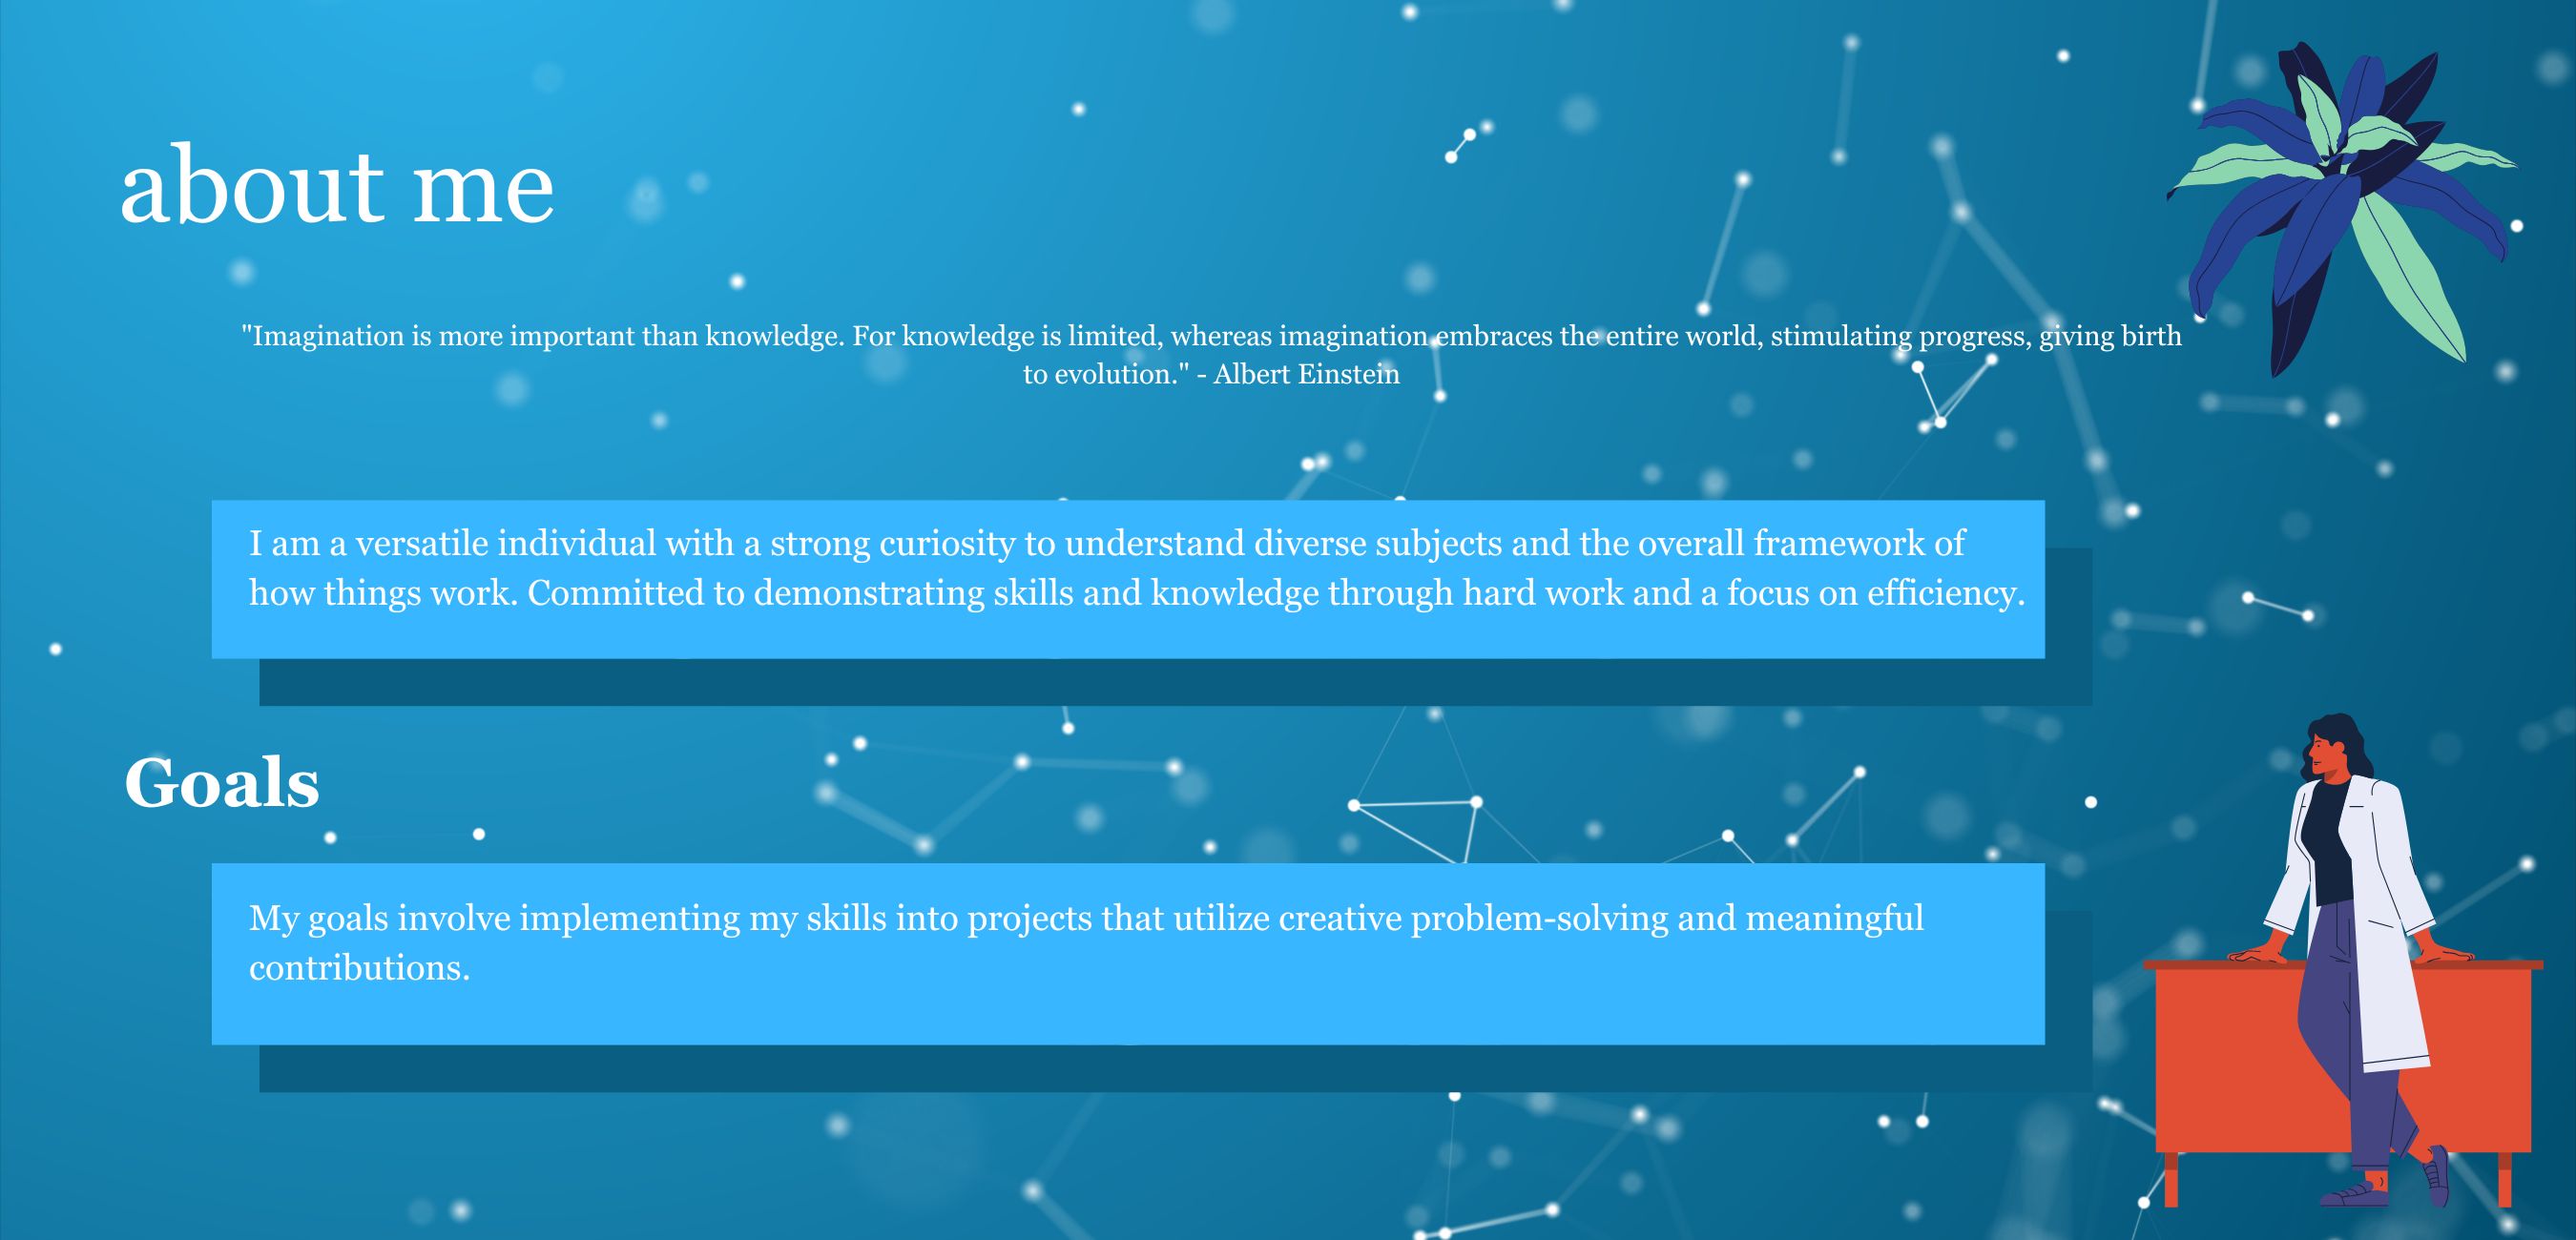 about me
"Imagination is more important than knowledge. For knowledge is limited, whereas imagination embraces the entire world, stimulating progress, giving birth
to evolution." - Albert Einstein
I am a versatile individual with a strong curiosity to understand diverse subjects and the overall framework of
how things work. Committed to demonstrating skills and knowledge through hard work and a focus on efficiency.
Goals
My goals involve implementing my skills into projects that utilize creative problem-solving and meaningful
contributions.